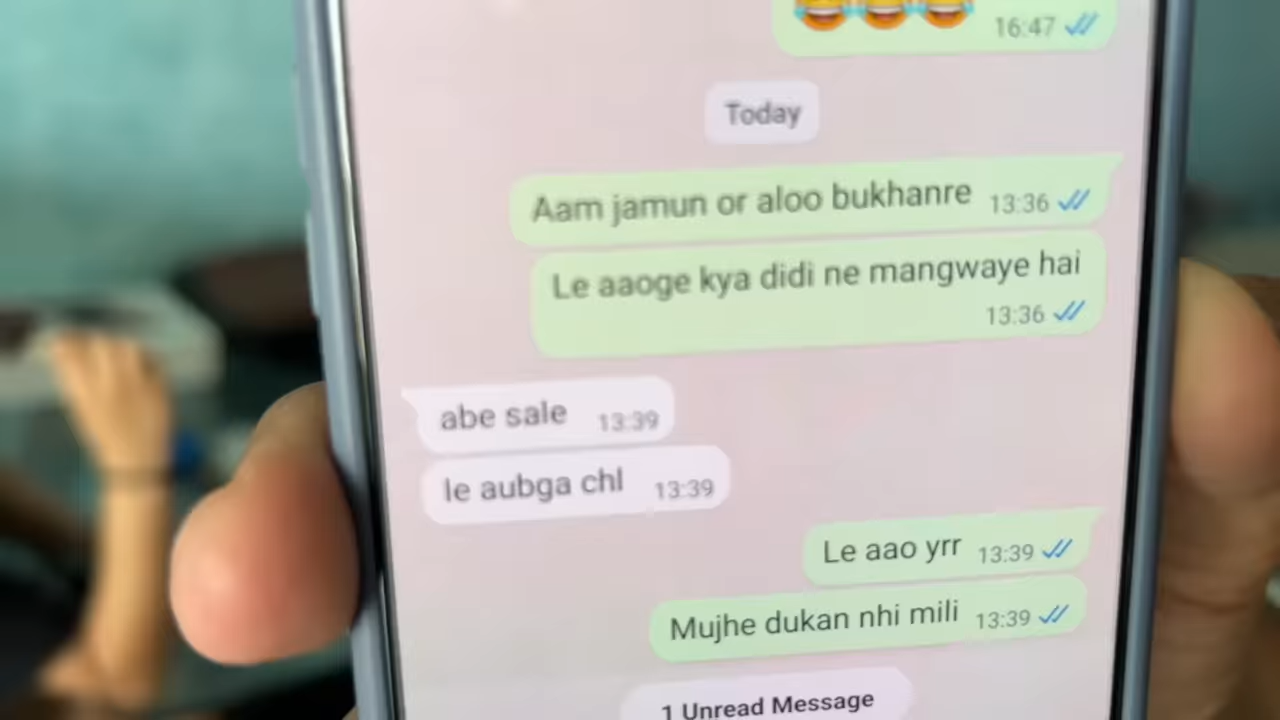 😂😂😂 16:47
Today
Aam jamun or aloo bukhanre 13:36
Le aaoge kya didi ne mangwaye hai
13:36
abe sale 13:39
le aubga chl 13:39
Le aao yrr 13:39
Mujhe dukan nhi mili 13:39
1 Unread Message